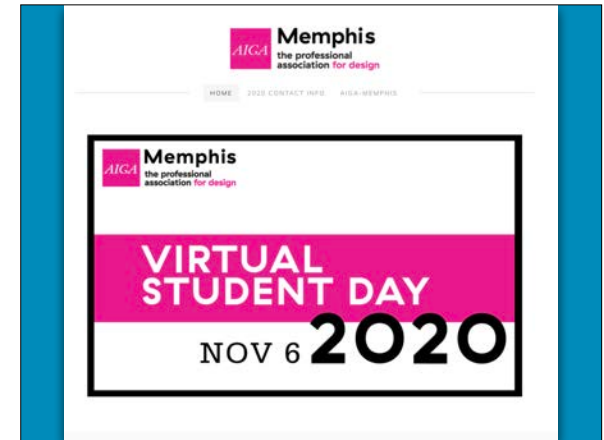 AIGA Memphis
the professional
association for design
HOME 2020 CONTACT INFO AIGA-MEMPHIS
AIGA Memphis
the professional
association for design
VIRTUAL
STUDENT DAY
NOV 6 2020